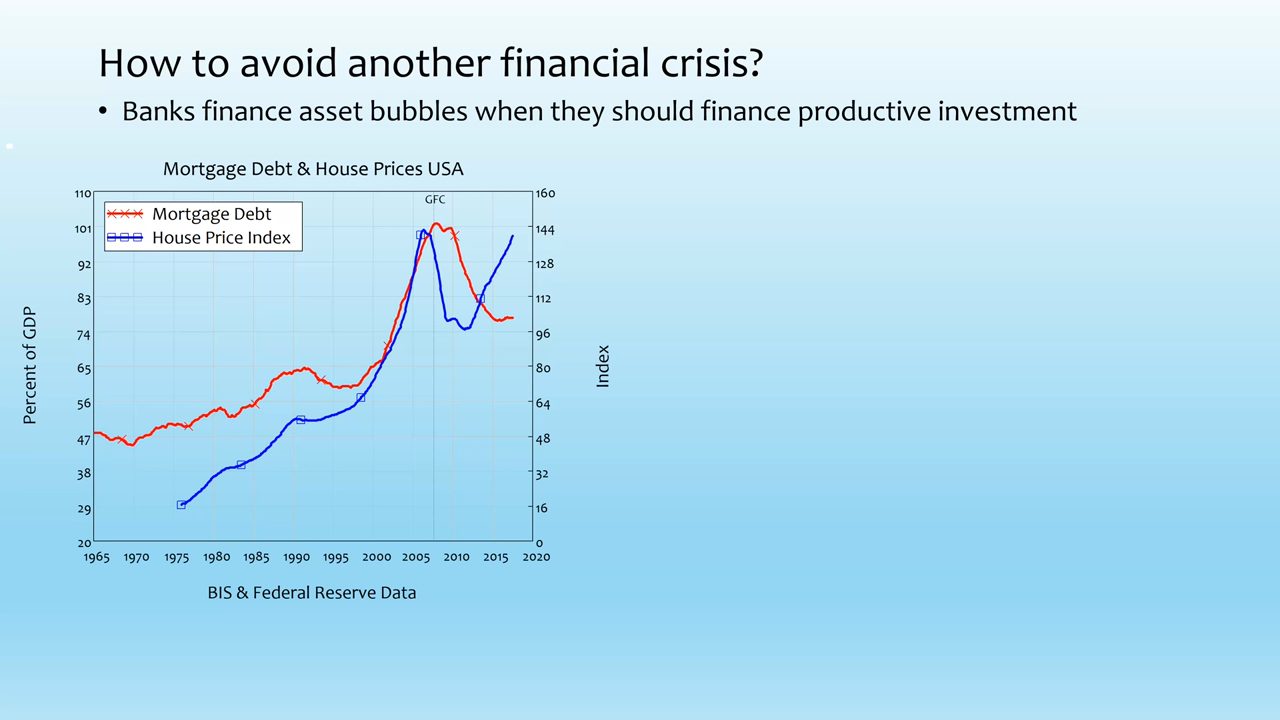 How to avoid another financial crisis?
• Banks finance asset bubbles when they should finance productive investment
Mortgage Debt & House Prices USA
GFC
Mortgage Debt
House Price Index
110
101
92
83
74
65
56
47
38
29
20
160
144
128
112
96
80
64
48
32
16
0
Percent of GDP
Index
1965 1970 1975 1980 1985 1990 1995 2000 2005 2010 2015 2020
BIS & Federal Reserve Data